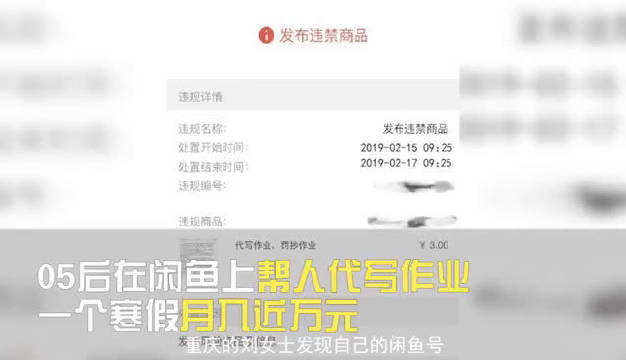 发布违禁商品
违规详情
违规名称: 发布违禁商品
处置开始时间: 2019-02-15 09:25
处置结束时间: 2019-02-17 09:25
违规编号:
违规商品:
代写作业、罚抄作业 ¥ 3.00
05后在闲鱼上帮人代写作业
一个寒假月入近万元
重庆的刘女士发现自己的闲鱼号